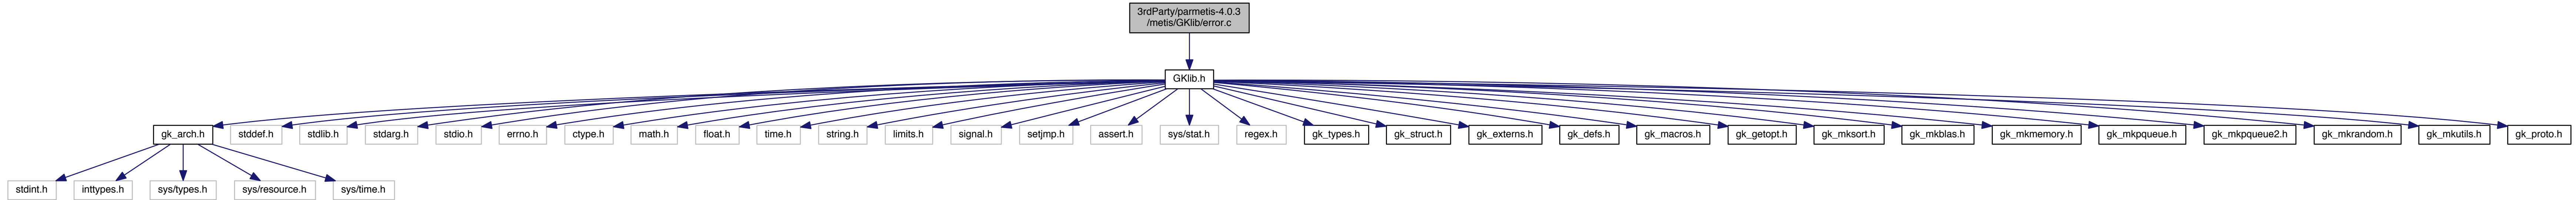 3rdParty/parmetis-4.0.3
/metis/GKlib/error.c
GKlib.h
gk_arch.h
stddef.h
stdlib.h
stdarg.h
stdio.h
errno.h
ctype.h
math.h
float.h
time.h
string.h
limits.h
signal.h
setjmp.h
assert.h
sys/stat.h
regex.h
gk_types.h
gk_struct.h
gk_externs.h
gk_defs.h
gk_macros.h
gk_getopt.h
gk_mksort.h
gk_mkblas.h
gk_mkmemory.h
gk_mkpqueue.h
gk_mkpqueue2.h
gk_mkrandom.h
gk_mkutils.h
gk_proto.h
stdint.h
inttypes.h
sys/types.h
sys/resource.h
sys/time.h